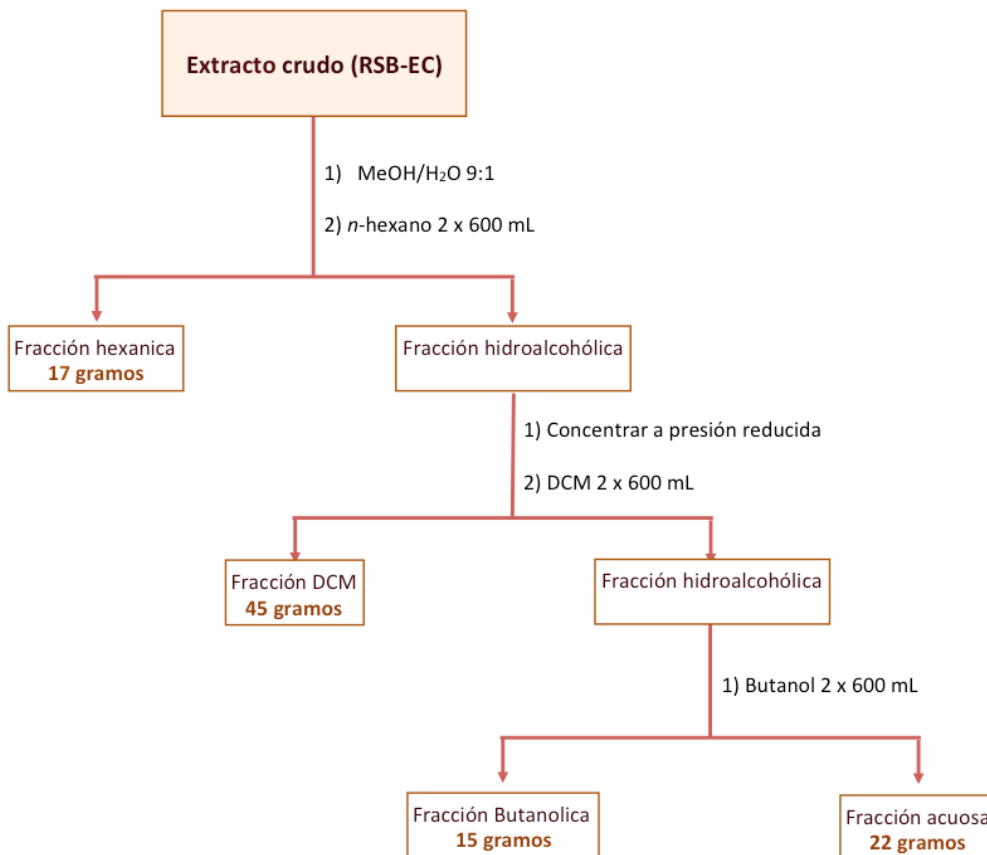 Extracto crudo (RSB-EC)
1) MeOH/H₂O 9:1
2) n-hexano 2 x 600 mL
Fracción hexanica
17 gramos
Fracción hidroalcohólica
1) Concentrar a presión reducida
2) DCM 2 x 600 mL
Fracción DCM
45 gramos
Fracción hidroalcohólica
1) Butanol 2 x 600 mL
Fracción Butanolica
15 gramos
Fracción acuosa
22 gramos